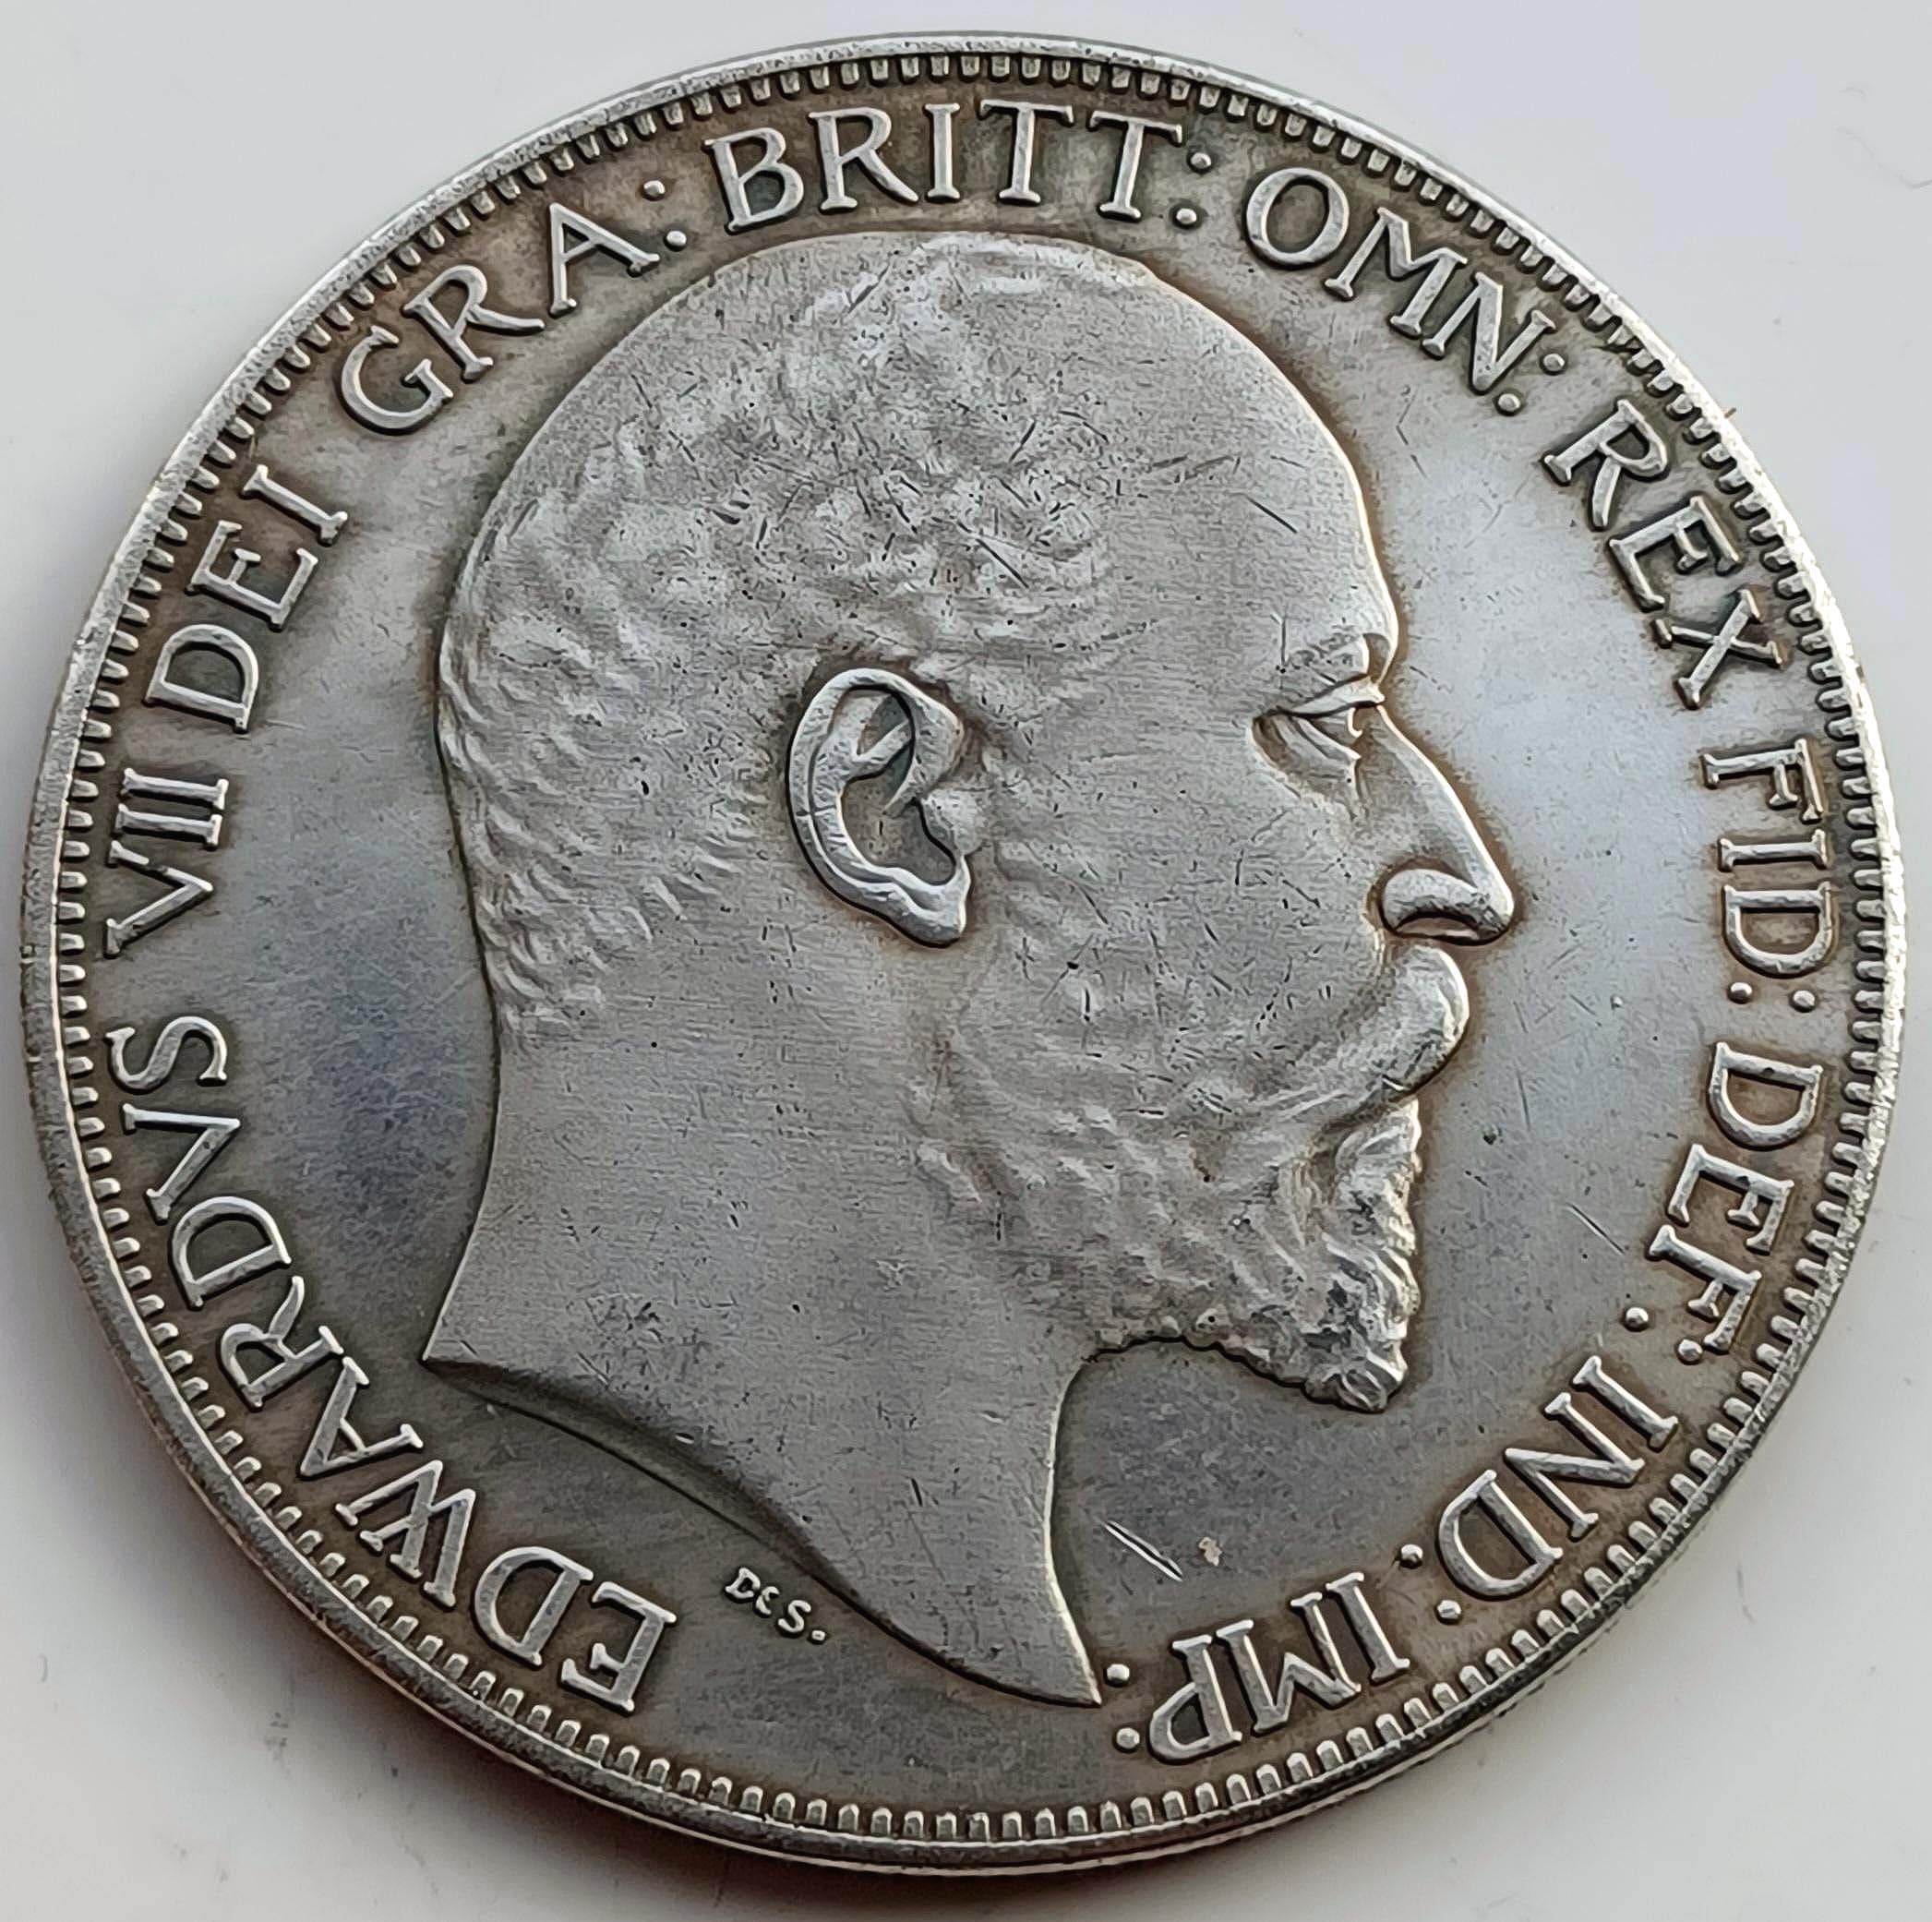 EDWARDVS VII DEI GRA: BRITT: OMN: REX FID: DEF: IND: IMP:
DES.